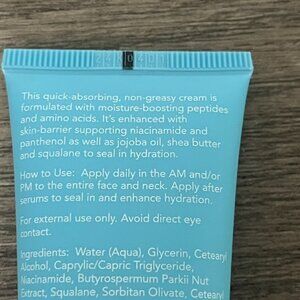 This quick-absorbing, non-greasy cream is
formulated with moisture-boosting peptides
and amino acids. It's enhanced with
skin-barrier supporting niacinamide and
panthenol as well as jojoba oil, shea butter
and squalane to seal in hydration.
How to Use: Apply daily in the AM and/or
PM to the entire face and neck. Apply after
serums to seal in and enhance hydration.
For external use only. Avoid direct eye
contact.
Ingredients: Water (Aqua), Glycerin, Cetearyl
Alcohol, Caprylic/Capric Triglyceride,
Niacinamide, Butyrospermum Parkii Nut
Extract, Squalane, Sorbitan Olivate, Cetearyl